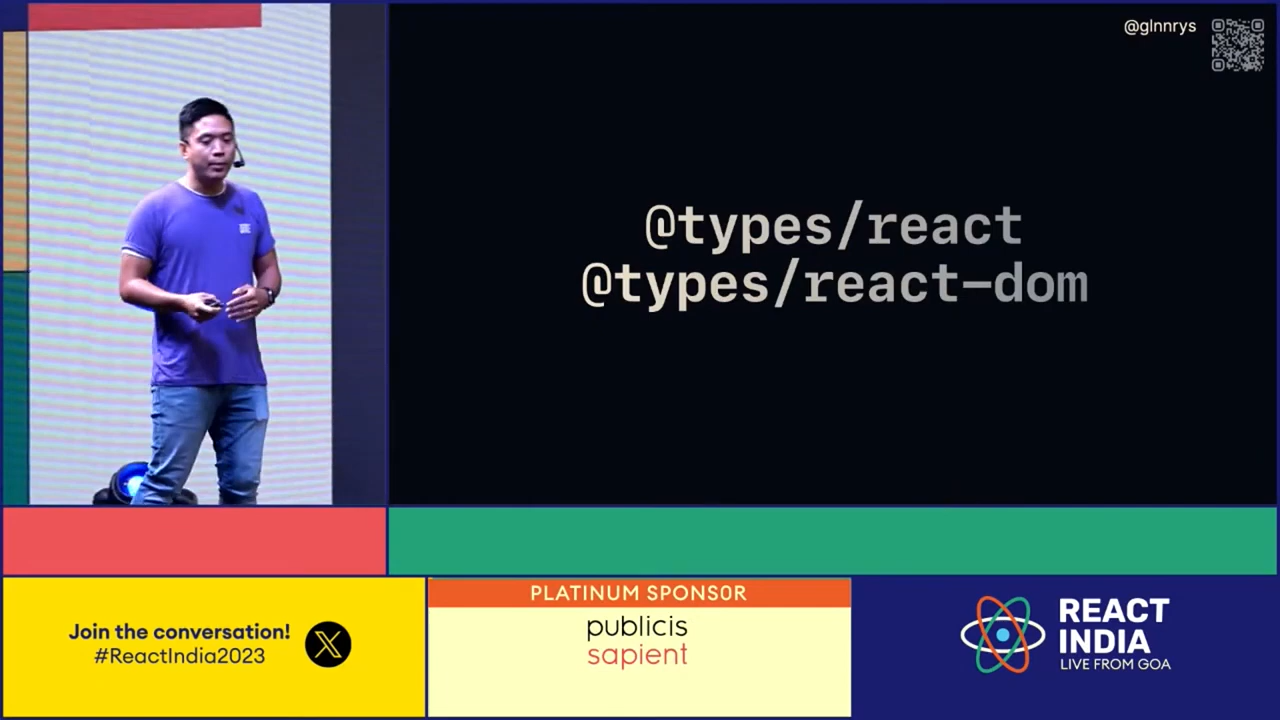 @glnnrys
@types/react
@types/react-dom
Join the conversation!
#ReactIndia2023
PLATINUM SPONSOR
publicis
sapient
REACT
INDIA
LIVE FROM GOA